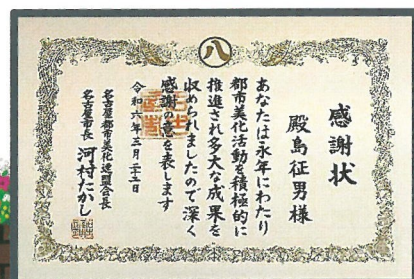 八
感謝状
殿島征男様
あなたは永年にわたり
都市美化活動を積極的に
推進され多大な成果を
収められましたので深く
感謝の意を表します
令和六年三月二十三日
名古屋都市美化連盟会長
名古屋市長 河村たかし